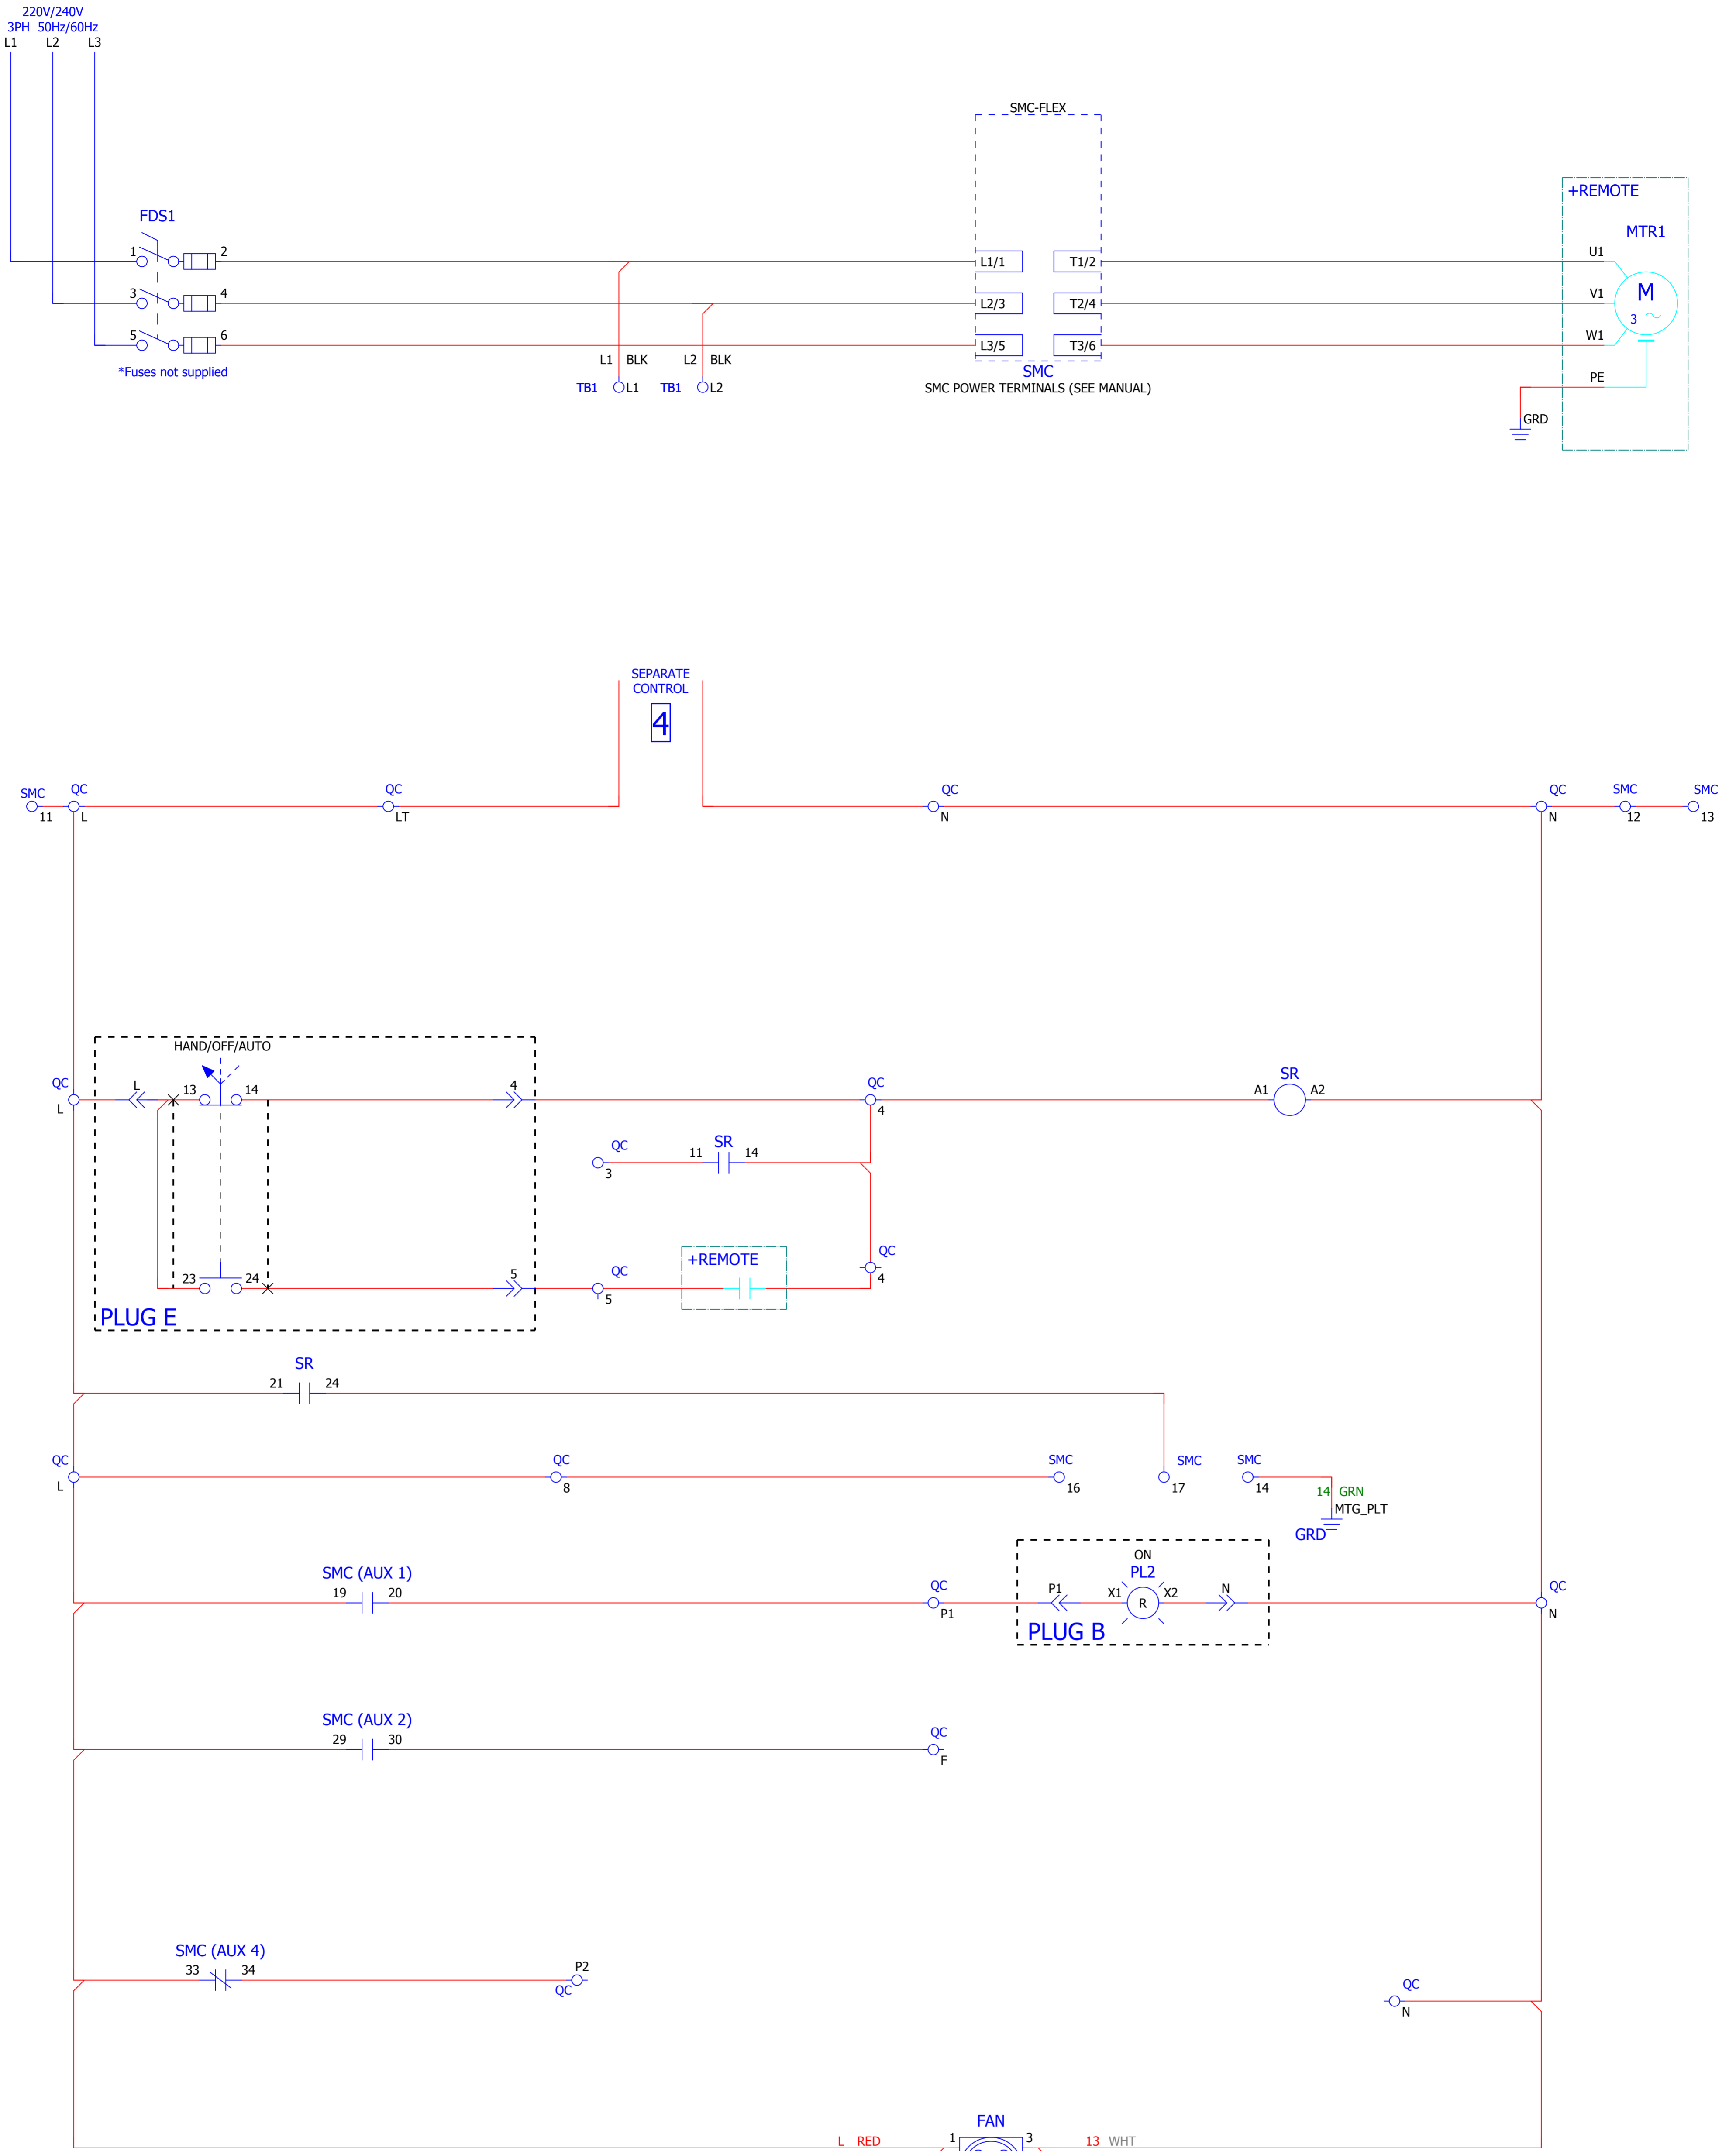 220V/240V
3PH 50Hz/60Hz
L1 L2 L3
SMC-FLEX
+REMOTE
FDS1
MTR1
1 2 L1/1 T1/2 U1
3 4 L2/3 T2/4 V1 M
3
5 6 L3/5 T3/6 W1
L1 BLK L2 BLK
*Fuses not supplied
SMC
PE
TB1 L1 TB1 L2
SMC POWER TERMINALS (SEE MANUAL)
GRD
SEPARATE
CONTROL
4
SMC QC QC QC QC SMC SMC
11 L LT N N 12 13
HAND/OFF/AUTO
QC L 13 14 4 QC SR
L 4 A1 A2
QC 11 SR 14
3
QC
+REMOTE
QC
23 24 5 4
5
PLUG E
SR
21 24
QC QC SMC SMC SMC
L 8 16 17 14
14 GRN
MTG_PLT
GRD
ON
SMC (AUX 1) PL2
19 20 QC P1 X1 X2 N QC
R
P1 N
PLUG B
SMC (AUX 2)
29 30 QC
F
SMC (AUX 4)
33 34 P2
QC
QC
N
FAN
L RED 1 3 13 WHT